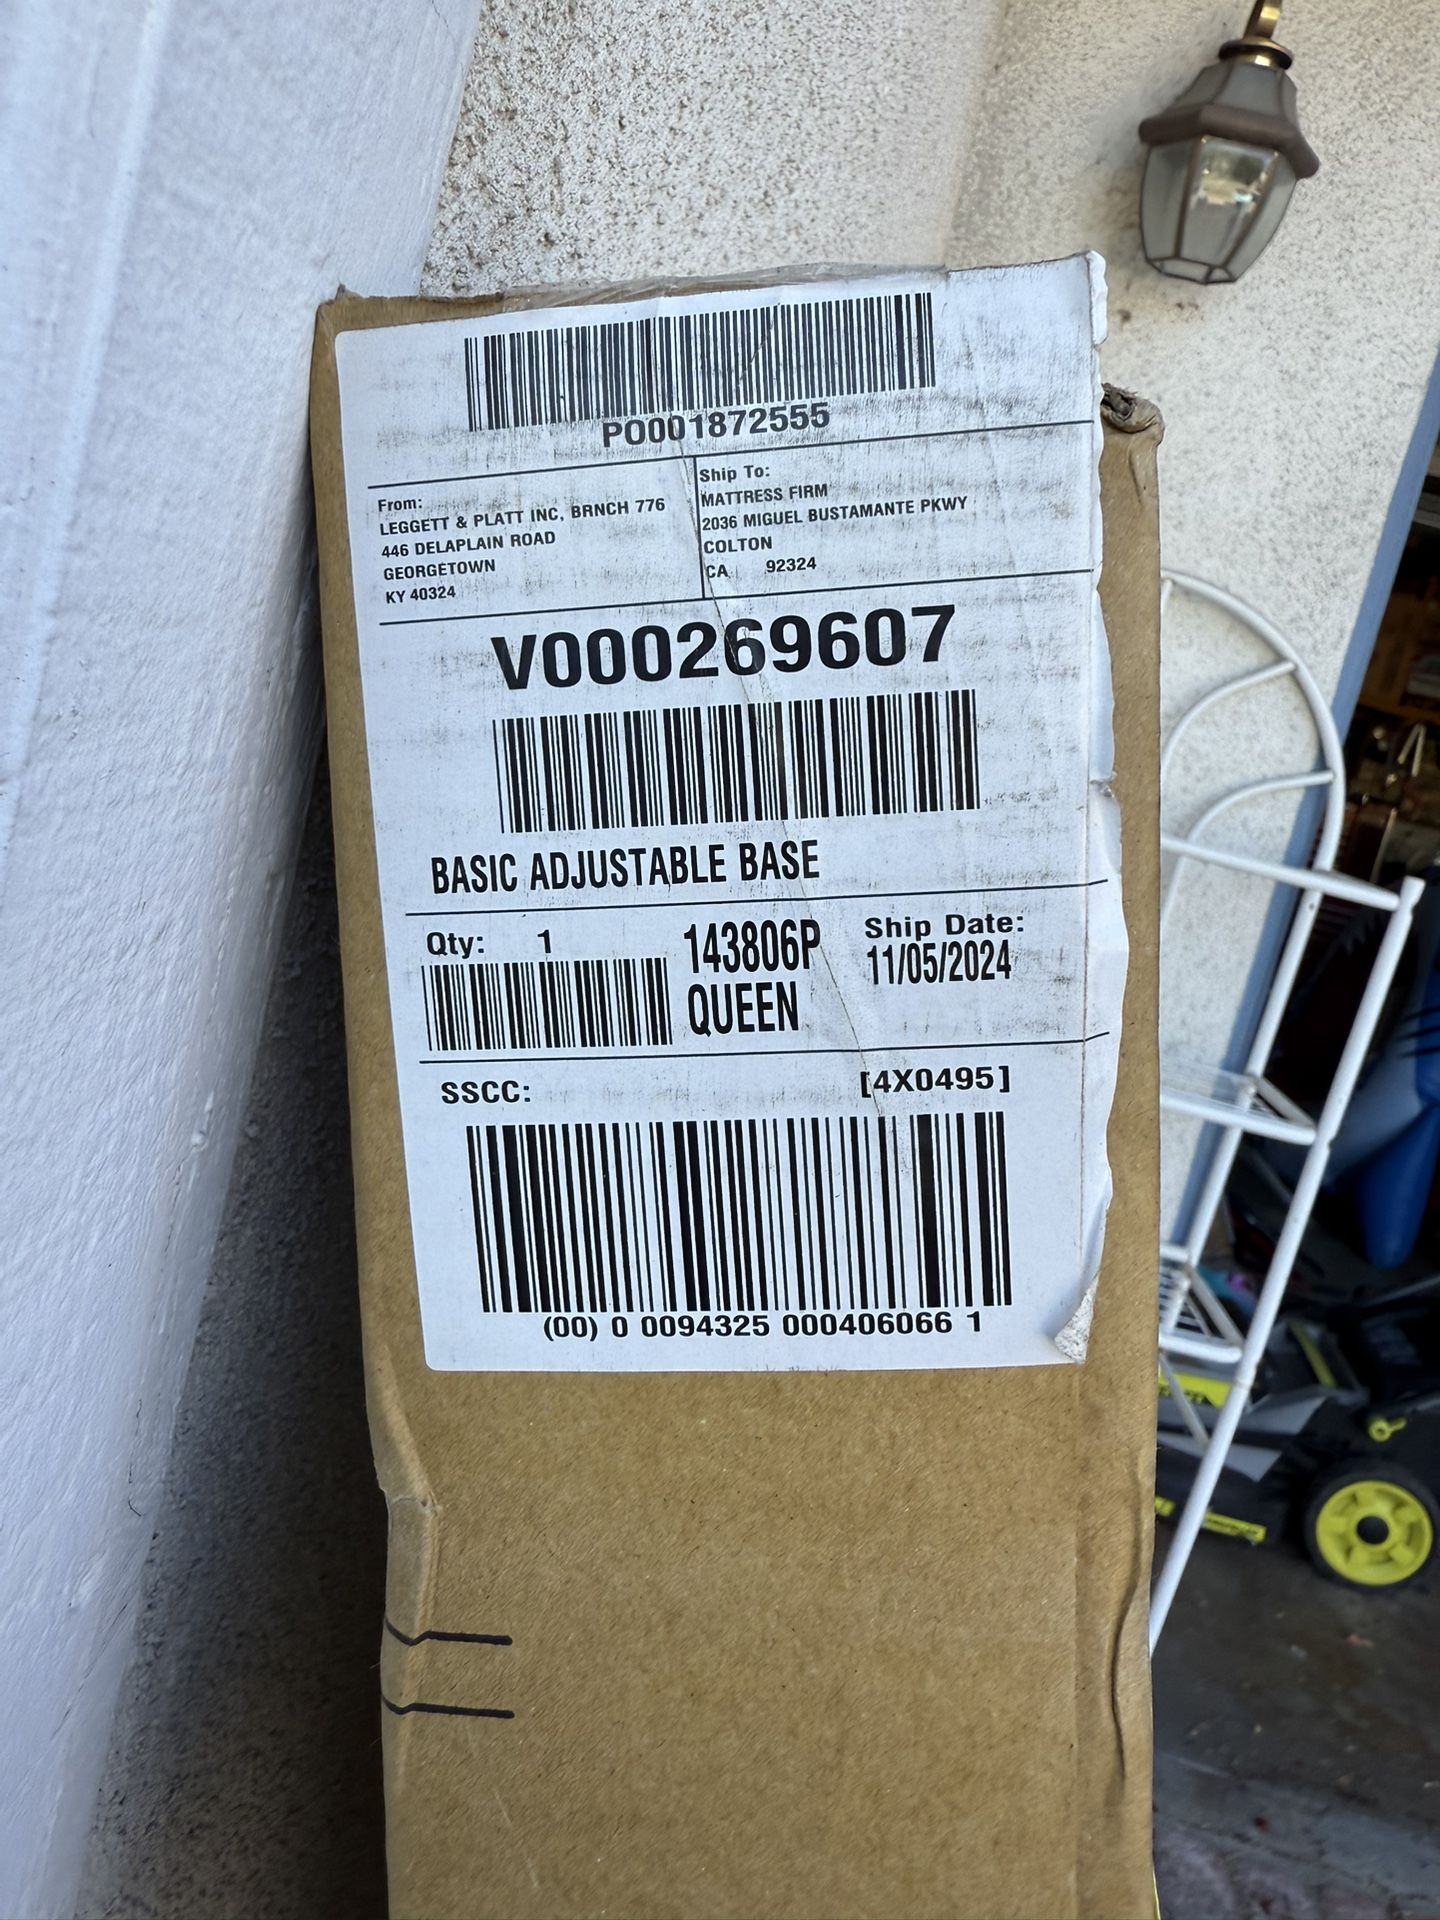 PO001872555
From:
LEGGETT & PLATT INC, BRNCH 776
446 DELAPLAIN ROAD
GEORGETOWN
KY 40324
Ship To:
MATTRESS FIRM
2036 MIGUEL BUSTAMANTE PKWY
COLTON
CA 92324
V000269607
BASIC ADJUSTABLE BASE
Qty: 1
143806P
QUEEN
Ship Date:
11/05/2024
SSCC: [4X0495]
(00) 0 0094325 000406066 1